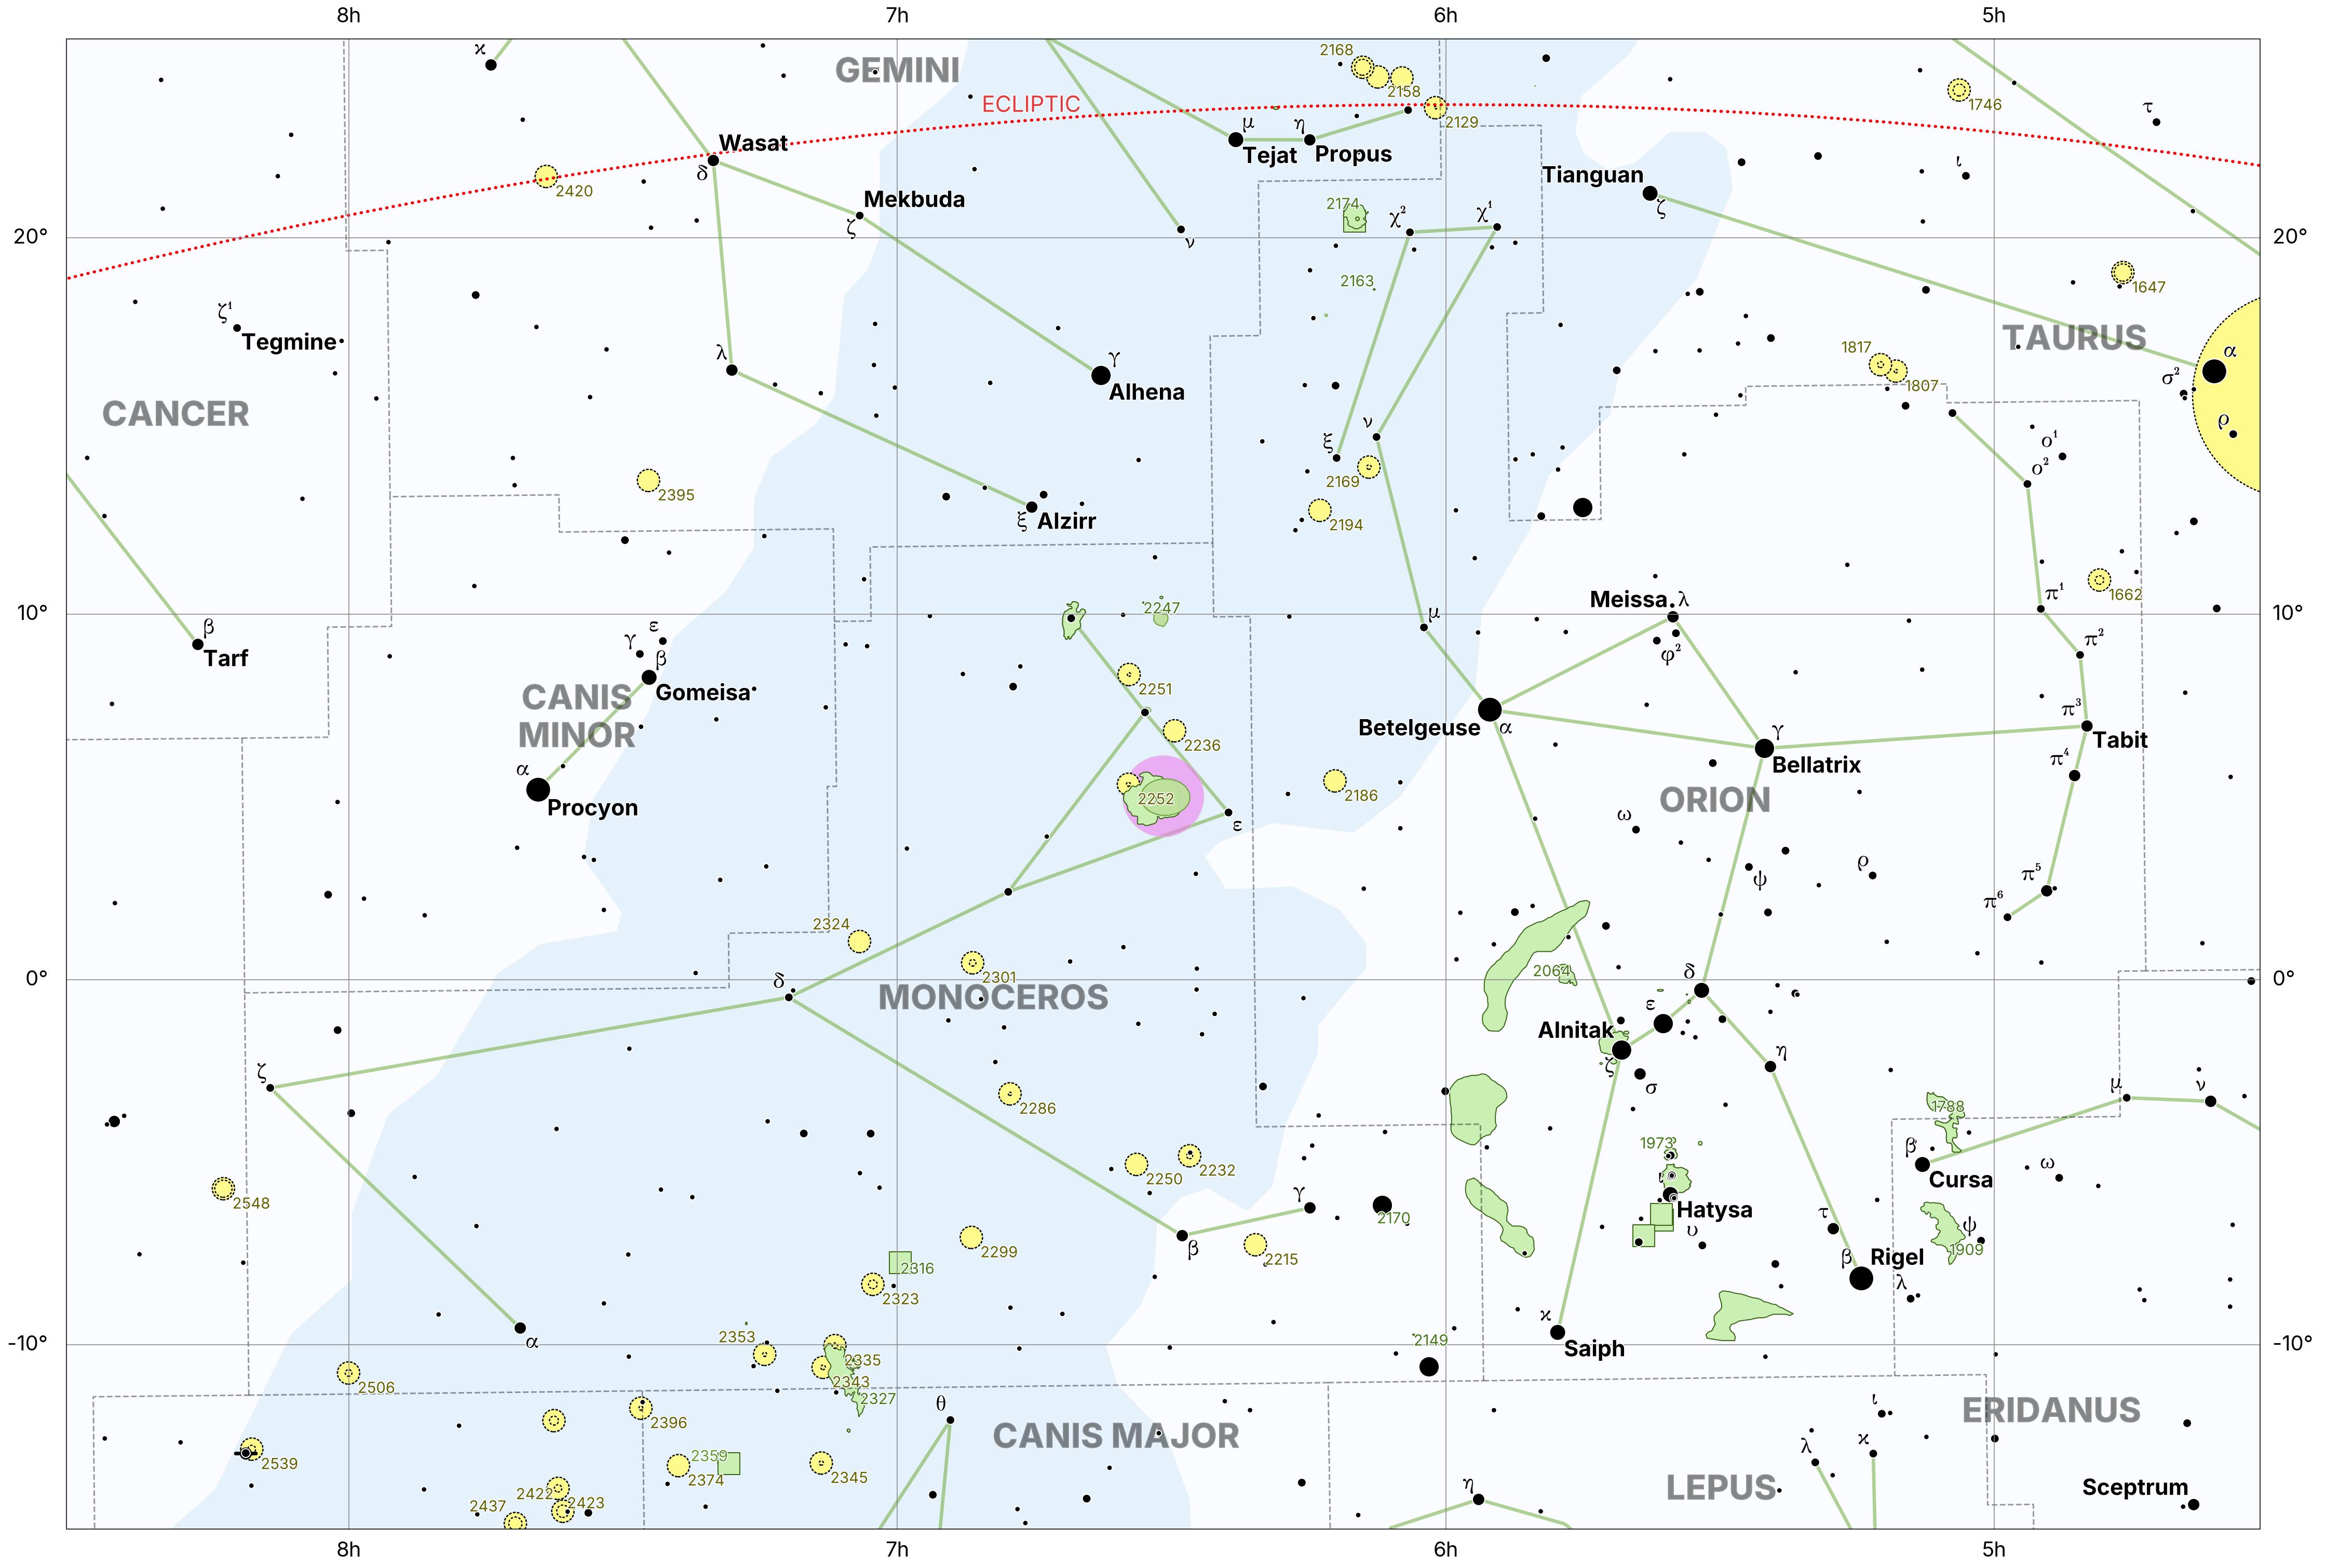 8h 7h 6h 5h
ϰ
GEMINI
2168
2158
ECLIPTIC
2129
1746
τ
Wasat
δ
μ
Tejat
η
Propus
Tianguan
ζ
ι
2420
Mekbuda
ζ
ν
2174
χ²
χ¹
20°
20°
2163
1647
ζ¹
Tegmine
TAURUS
λ
γ
Alhena
1817
1807
α
σ²
ρ
CANCER
ξ
ν
2169
ο¹
ο²
2395
ξ
Alzirr
2194
Meissa
λ
π¹
1662
10°
10°
2247
μ
β
Tarf
γ
ε
β
Gomeisa
φ²
π²
CANIS
MINOR
2251
π³
Tabit
Betelgeuse
α
γ
Bellatrix
2236
π⁴
α
Procyon
2252
2186
ORION
ε
ω
ρ
ψ
π⁵
π⁶
2324
2301
2064
δ
0°
0°
δ
MONOCEROS
ε
Alnitak
ζ
σ
η
ζ
2286
μ
ν
1788
1973
β
Cursa
ω
2250
2232
2548
γ
2170
ι
Hatysa
υ
τ
ψ
1909
β
2299
2215
β
Rigel
λ
2316
2323
ϰ
Saiph
α
2353
2335
2343
2327
2149
-10°
-10°
2506
2396
θ
CANIS MAJOR
ι
ERIDANUS
2539
2359
2374
2345
λ
ϰ
η
LEPUS
Sceptrum
2422
2423
2437
8h 7h 6h 5h